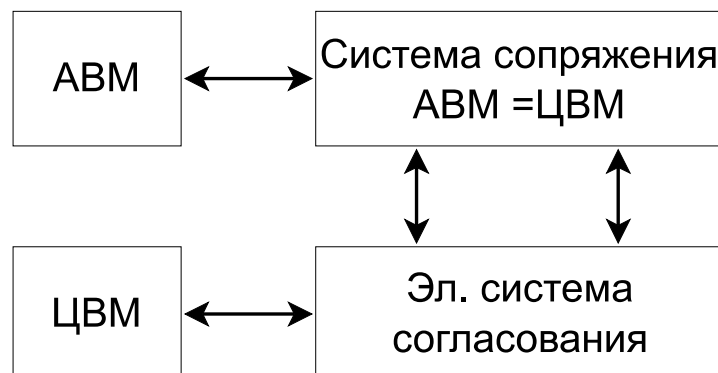 АВМ
Система сопряжения
АВМ =ЦВМ
ЦВМ
Эл. система
согласования